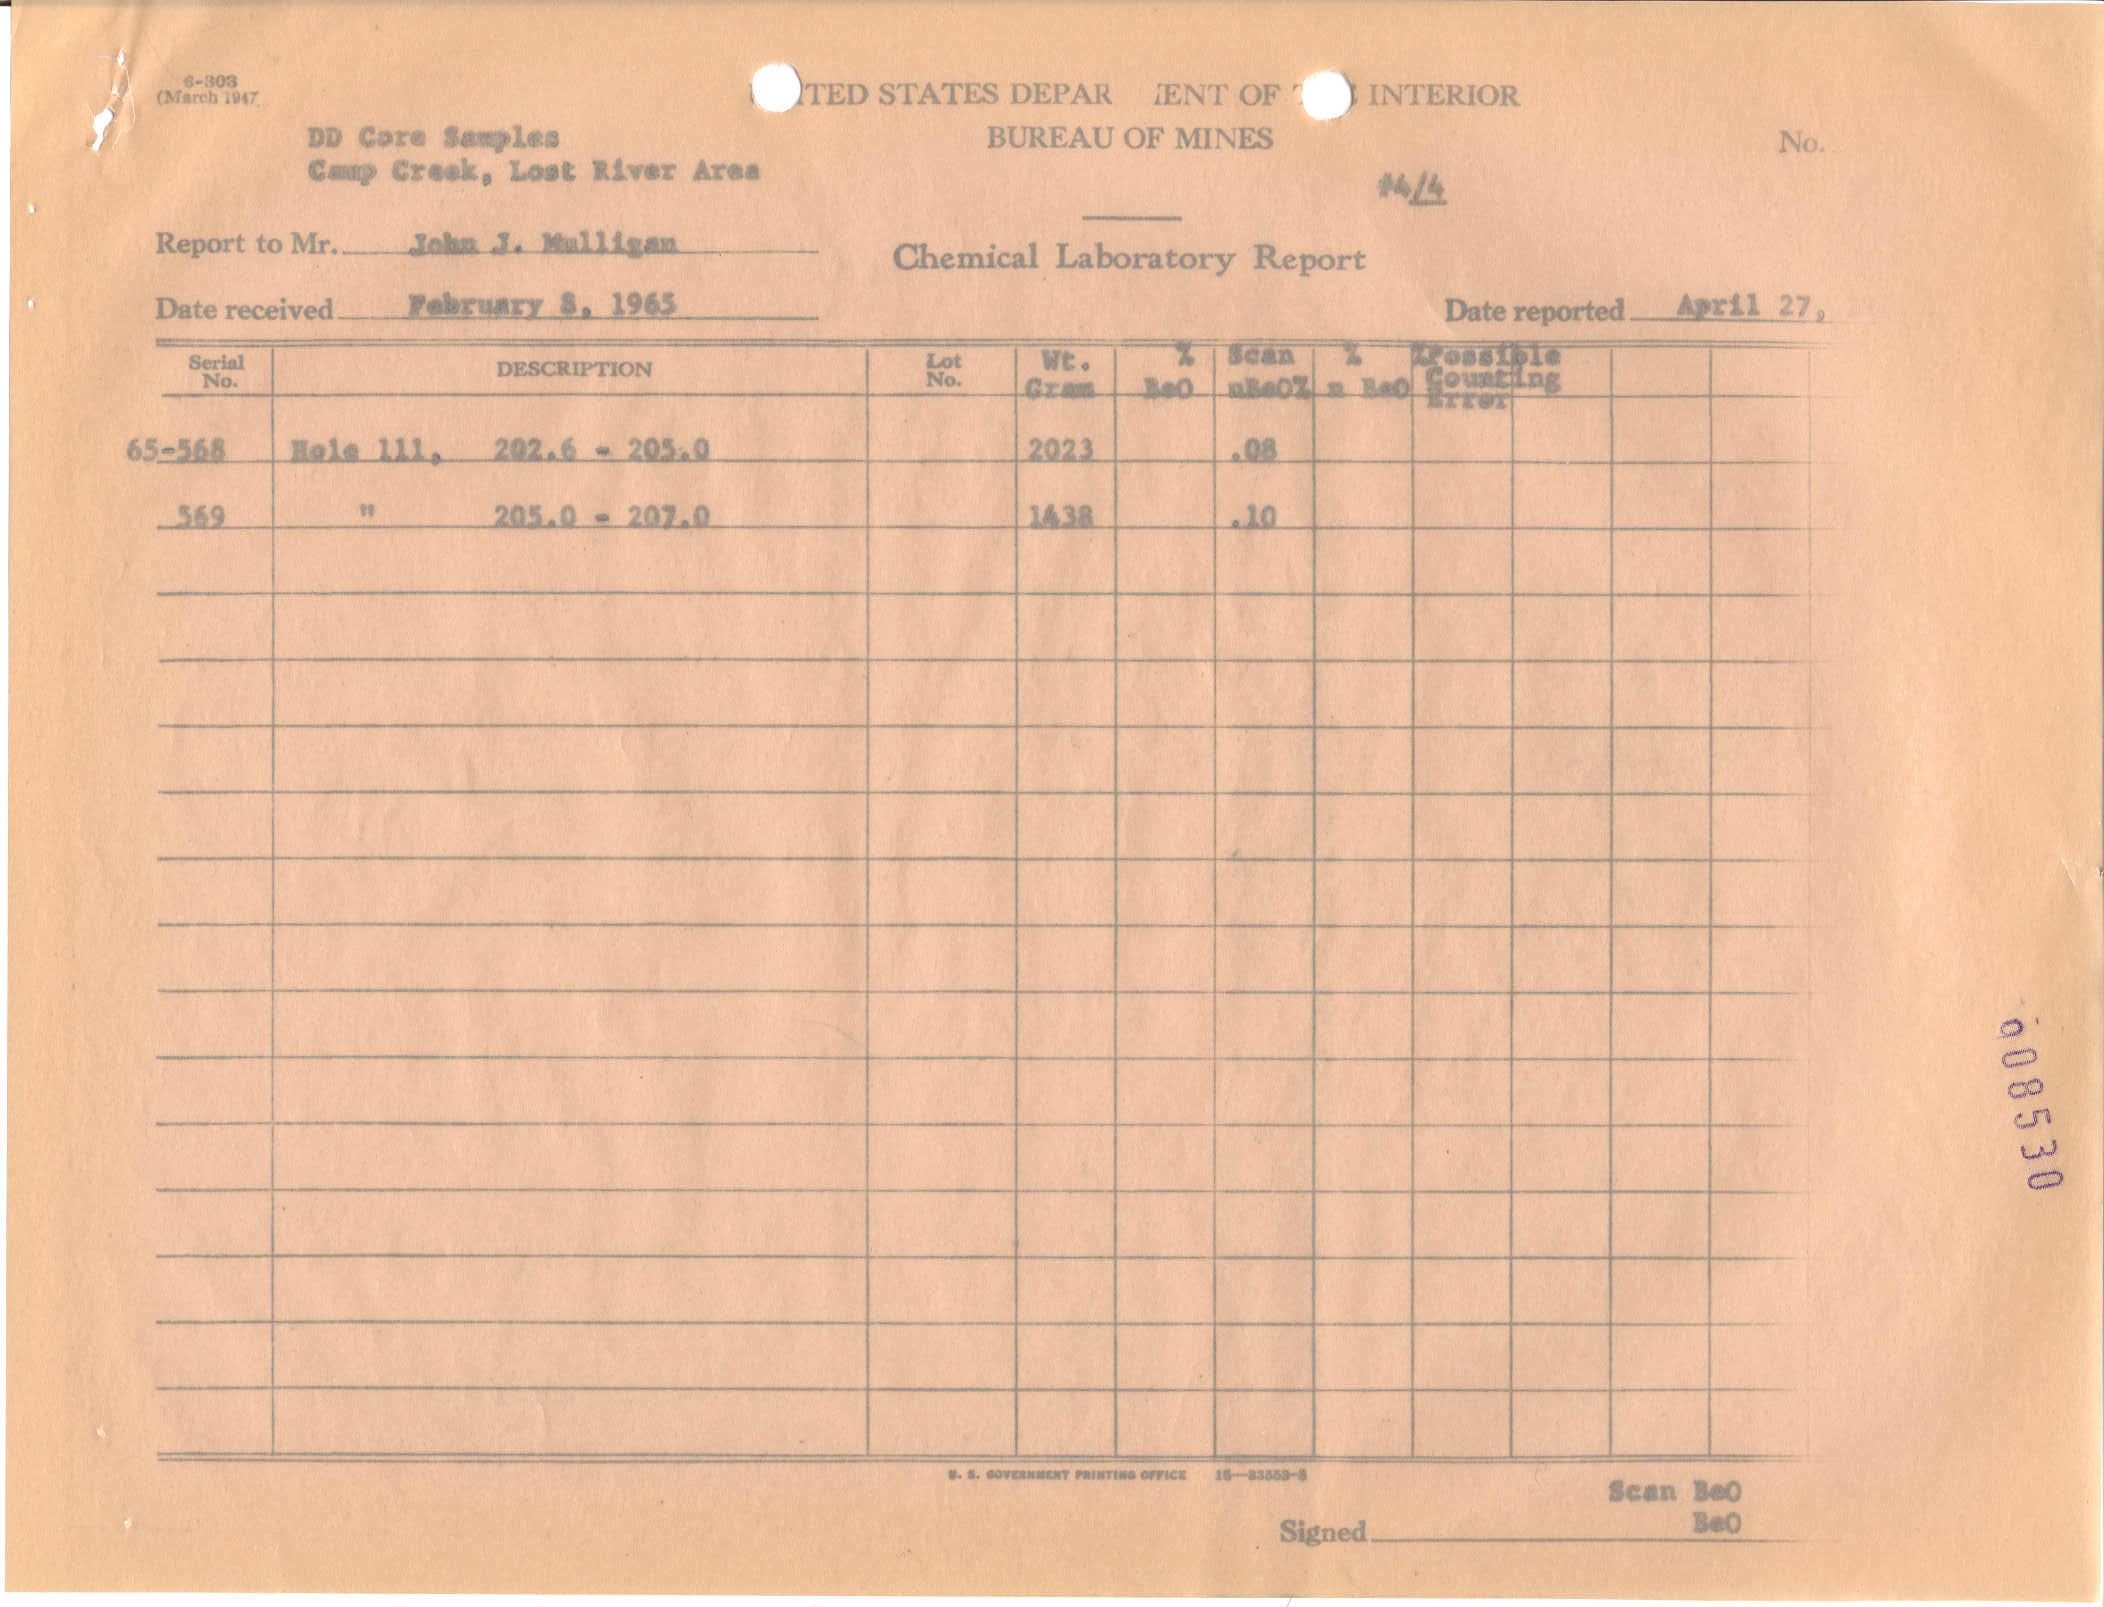 6-303
(March 1947
TED STATES DEPAR ENT OF INTERIOR
BUREAU OF MINES
No.
DD Core Samples
Camp Creek, Lost River Area
#4/4
Report to Mr. John J. Mulligan
Chemical Laboratory Report
Date received February 8, 1965
Date reported April 27,
Serial No. DESCRIPTION Lot No. Wt. Gram % BeO Scan nBeO% % n BeO %Possible Counting Error
65-568 Hole 111, 202.6 - 205.0 2023 .08
569 " 205.0 - 207.0 1438 .10
U. S. GOVERNMENT PRINTING OFFICE 16—23553-3
Scan BeO
BeO
Signed
608530